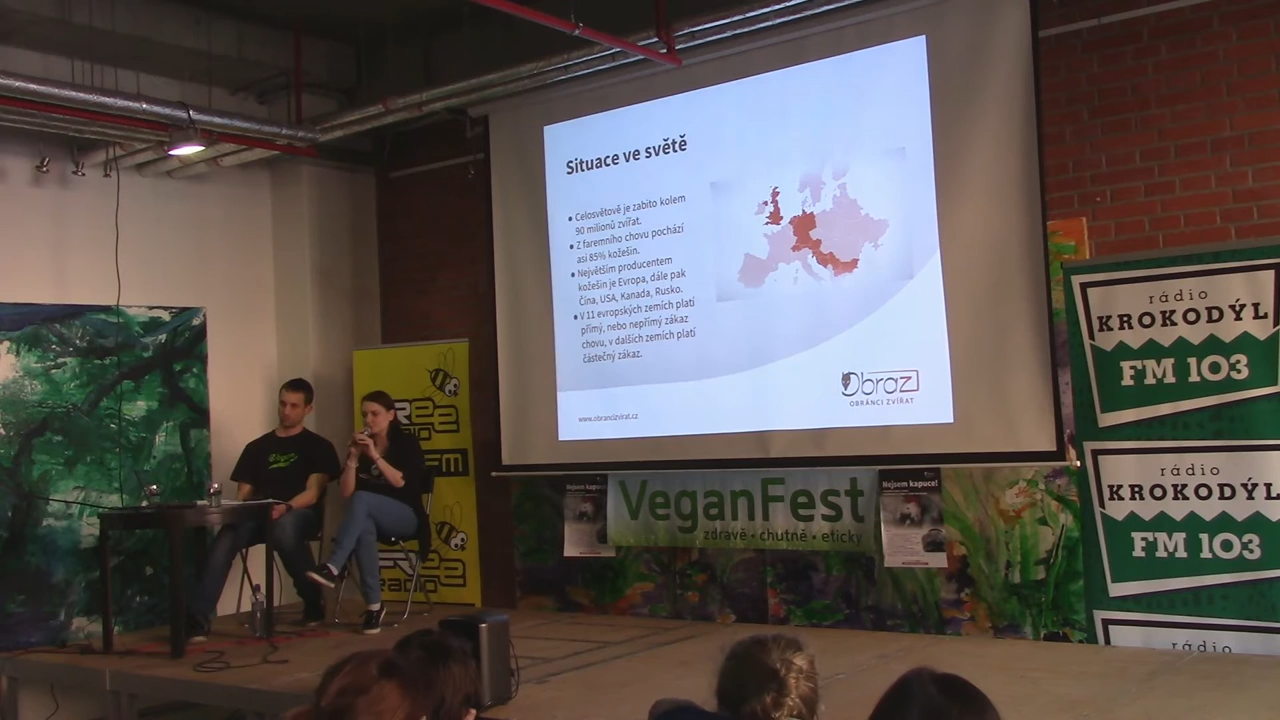 Situace ve světě
● Celosvětově je zabito kolem
90 milionů zvířat.
● Z faremního chovu pochází
asi 85% kožešin.
● Největším producentem
kožešin je Evropa, dále pak
Čína, USA, Kanada, Rusko.
● V 11 evropských zemích platí
přímý, nebo nepřímý zákaz
chovu, v dalších zemích platí
částečný zákaz.
www.obrancizvirat.cz
Obraz
OBRÁNCI ZVÍŘAT
Nejsem kapuce!
VeganFest
zdravě • chutně • eticky
Nejsem kapuce!
rádio
KROKODÝL
FM 103
rádio
KROKODÝL
FM 103
rádio
FM